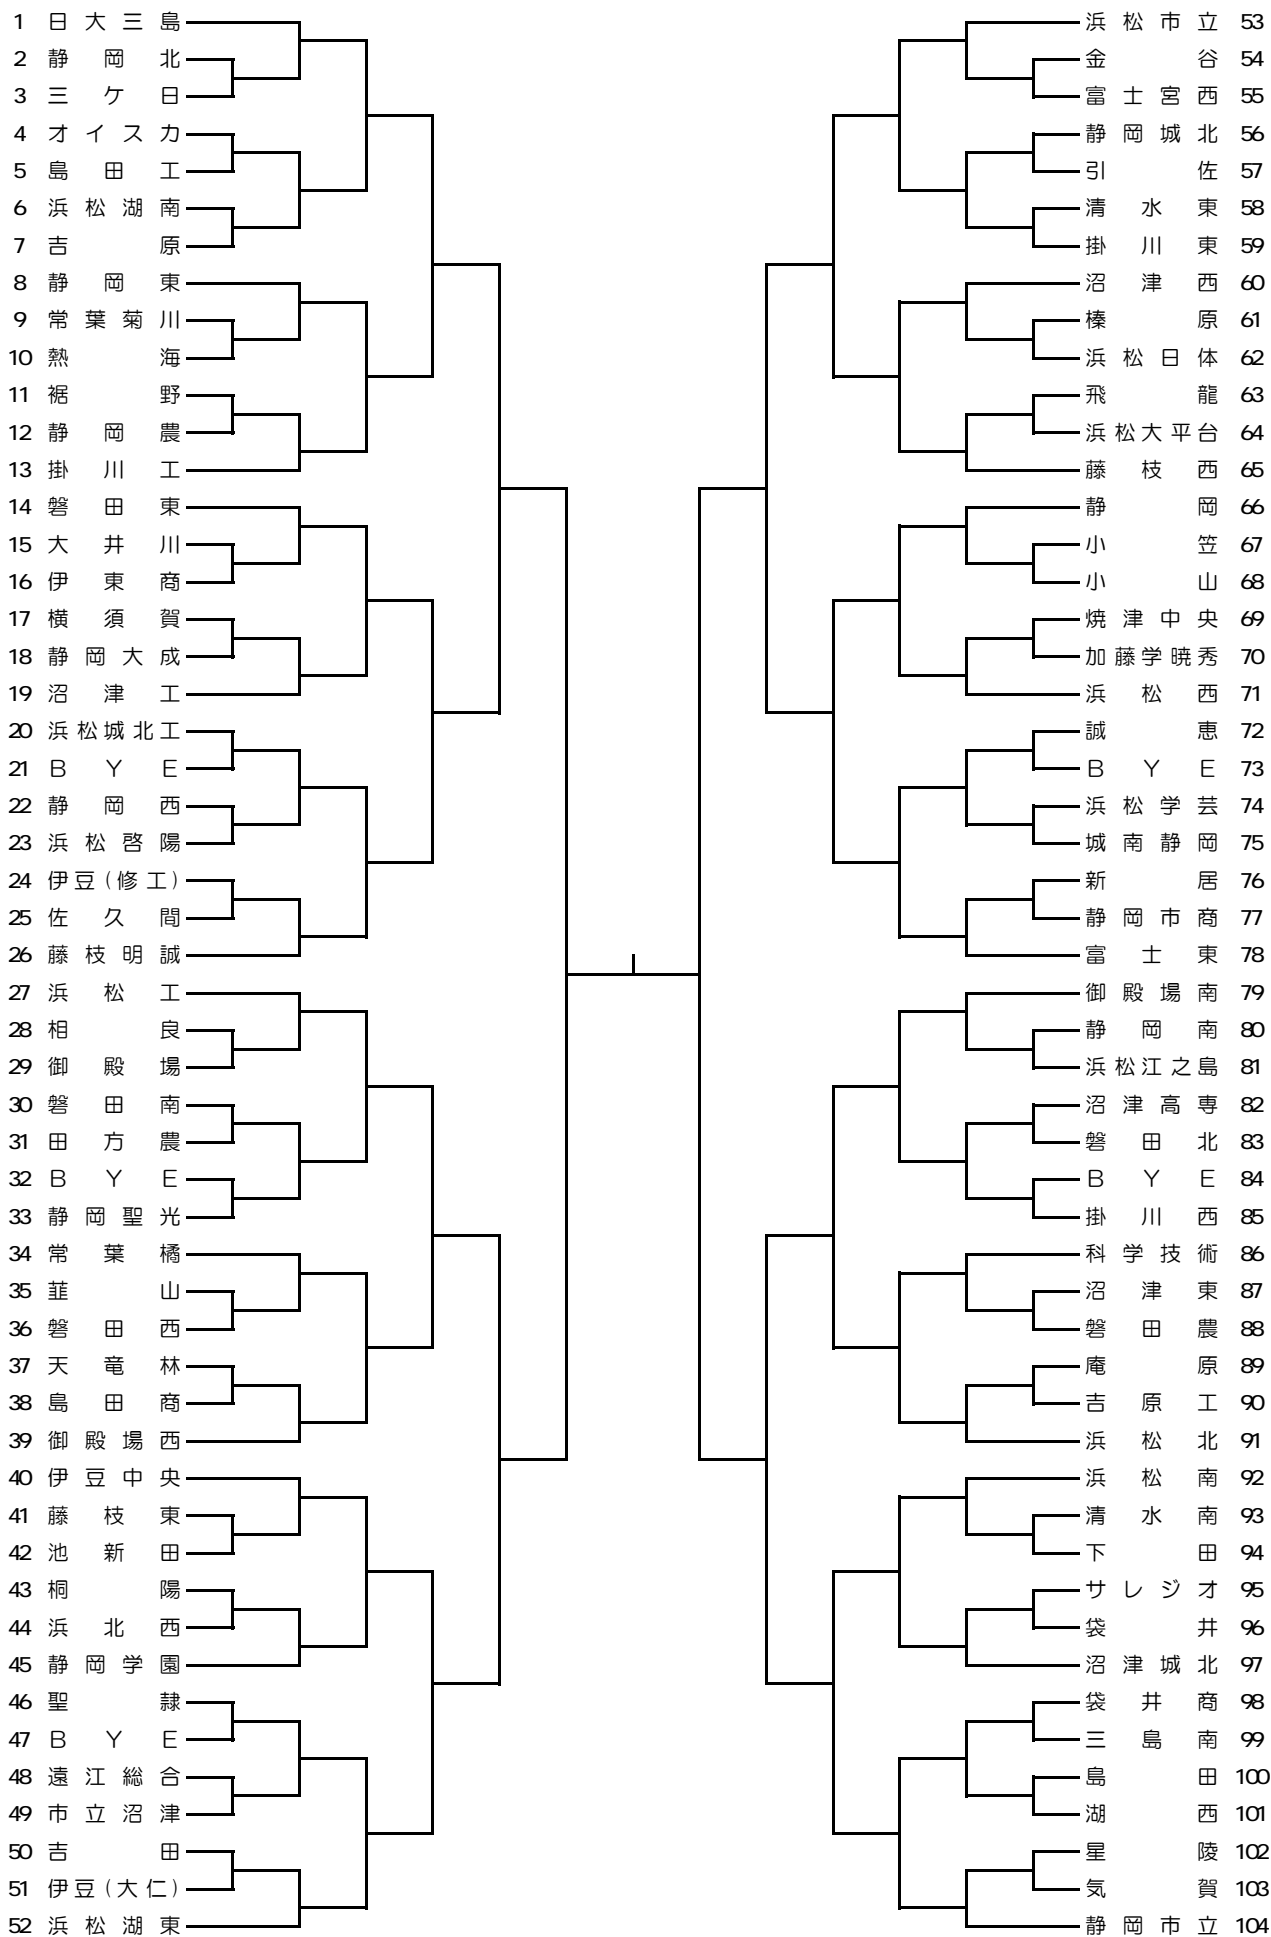 1 日大三島
2 静岡北
3 三ケ日
4 オイスカ
5 島田工
6 浜松湖南
7 吉原
8 静岡東
9 常葉菊川
10 熱海
11 裾野
12 静岡農
13 掛川工
14 磐田東
15 大井川
16 伊東商
17 横須賀
18 静岡大成
19 沼津工
20 浜松城北工
21 BYE
22 静岡西
23 浜松啓陽
24 伊豆(修工)
25 佐久間
26 藤枝明誠
27 浜松工
28 相良
29 御殿場
30 磐田南
31 田方農
32 BYE
33 静岡聖光
34 常葉橘
35 韮山
36 磐田西
37 天竜林
38 島田商
39 御殿場西
40 伊豆中央
41 藤枝東
42 池新田
43 桐陽
44 浜北西
45 静岡学園
46 聖隷
47 BYE
48 遠江総合
49 市立沼津
50 吉田
51 伊豆(大仁)
52 浜松湖東
浜松市立 53
金谷 54
富士宮西 55
静岡城北 56
引佐 57
清水東 58
掛川東 59
沼津西 60
榛原 61
浜松日体 62
飛龍 63
浜松大平台 64
藤枝西 65
静岡 66
小笠 67
小山 68
焼津中央 69
加藤学暁秀 70
浜松西 71
誠恵 72
BYE 73
浜松学芸 74
城南静岡 75
新居 76
静岡市商 77
富士東 78
御殿場南 79
静岡南 80
浜松江之島 81
沼津高専 82
磐田北 83
BYE 84
掛川西 85
科学技術 86
沼津東 87
磐田農 88
庵原 89
吉原工 90
浜松北 91
浜松南 92
清水南 93
下田 94
サレジオ 95
袋井 96
沼津城北 97
袋井商 98
三島南 99
島田 100
湖西 101
星陵 102
気賀 103
静岡市立 104